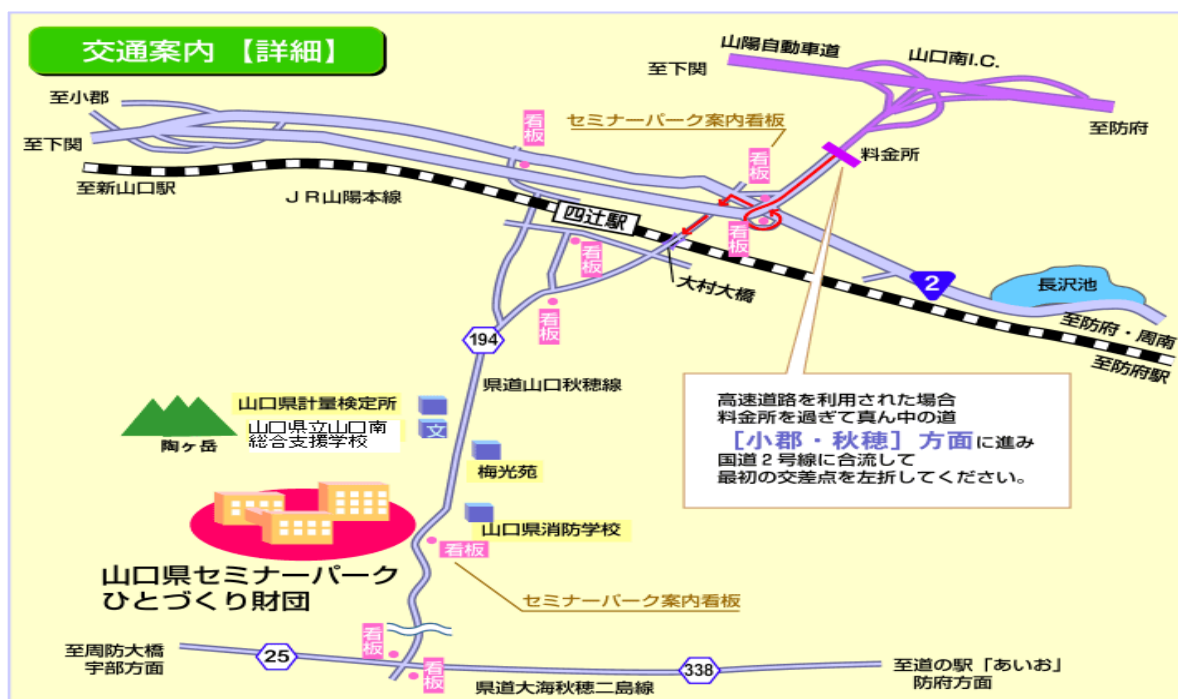 交通案内 【詳細】
山陽自動車道
山口南I.C.
至下関
至小郡
至防府
セミナーパーク案内看板
看板
看板
料金所
至下関
至新山口駅
JR山陽本線
四辻駅
看板
看板
大村大橋
2
長沢池
至防府・周南
至防府駅
看板
194
県道山口秋穂線
高速道路を利用された場合
料金所を過ぎて真ん中の道
［小郡・秋穂］方面に進み
国道2号線に合流して
最初の交差点を左折してください。
山口県計量検定所
陶ヶ岳
山口県立山口南
総合支援学校
文
梅光苑
山口県消防学校
看板
山口県セミナーパーク
ひとづくり財団
セミナーパーク案内看板
看板
至周防大橋
宇部方面
25
338
至道の駅「あいお」
防府方面
看板
県道大海秋穂二島線